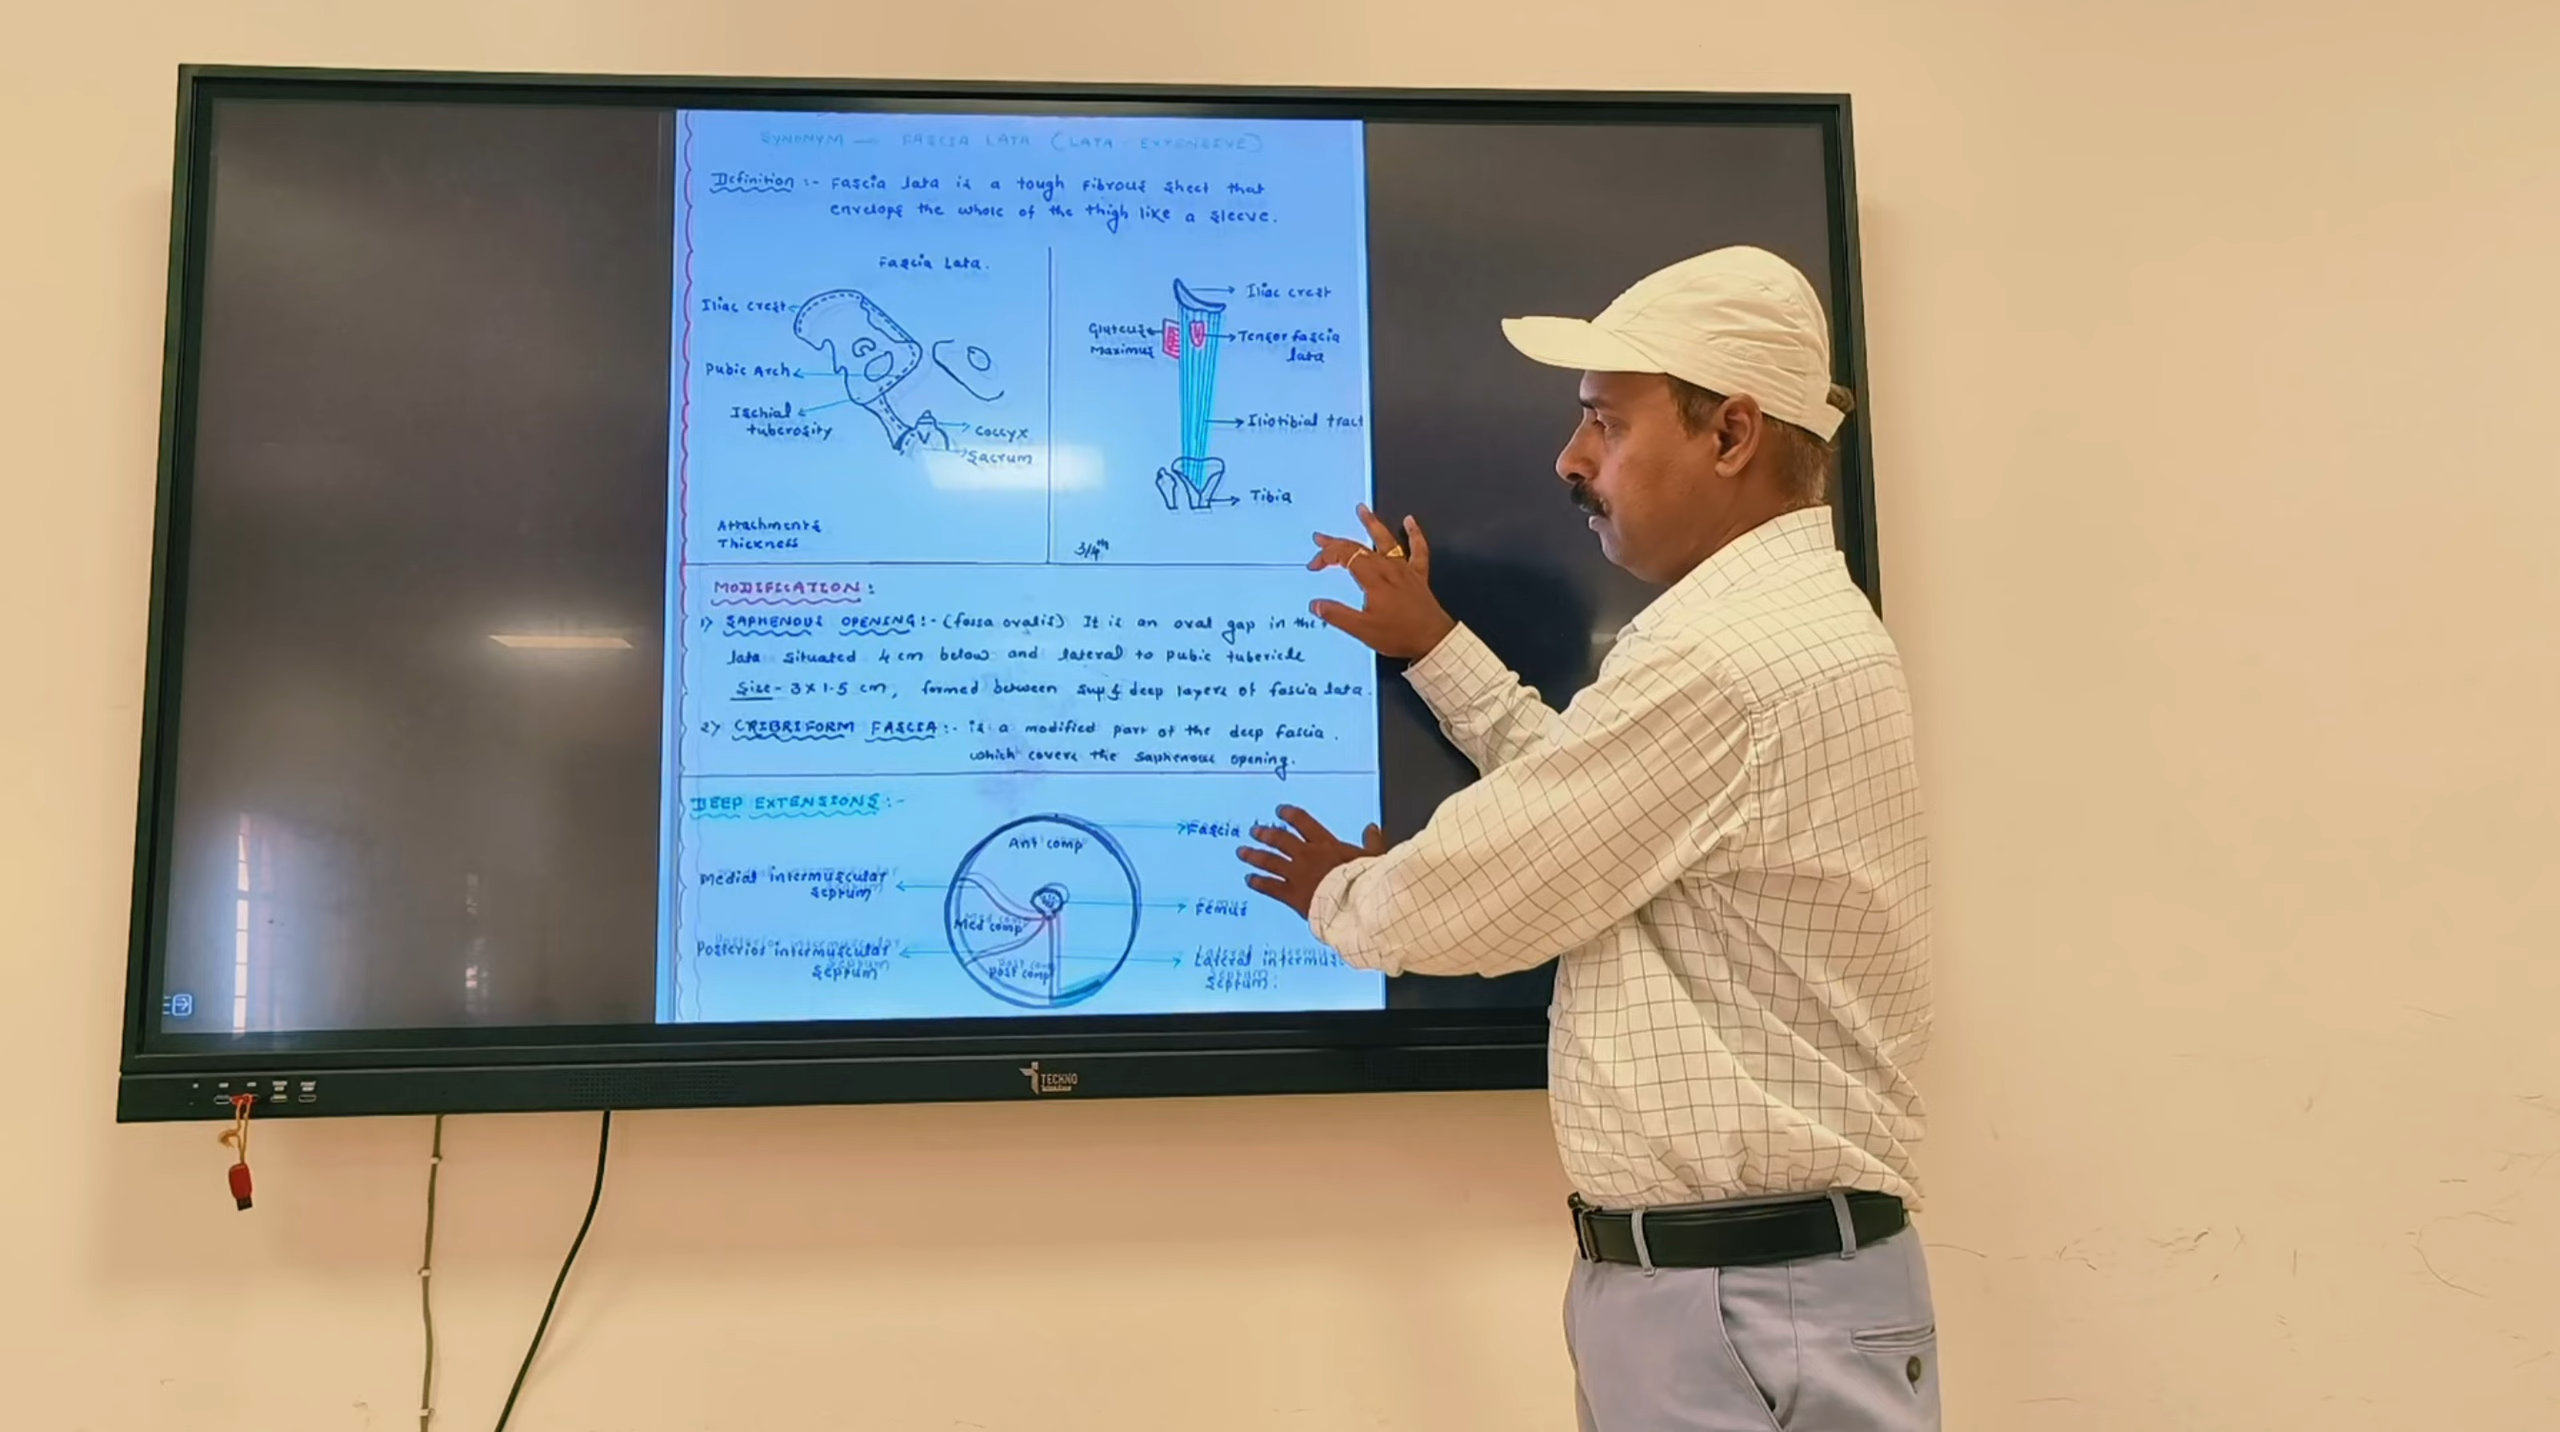 SYNONYM — FASCIA LATA (LATA - EXTENSIVE)
Definition :- Fascia lata is a tough fibrous sheet that
envelops the whole of the thigh like a sleeve.
Fascia Lata.
Iliac crest
Pubic Arch
Ischial
tuberosity
Coccyx
Sacrum
Attachments
Thickness
Iliac crest
Gluteus
Maximus
Tensor fascia
lata
Iliotibial tract
Tibia
3/4th
MODIFICATION :
1) SAPHENOUS OPENING :- (fossa ovalis) It is an oval gap in the
lata situated 4 cm below and lateral to pubic tubericle
Size - 3 x 1.5 cm, formed between sup & deep layers of fascia lata.
2) CRIBRIFORM FASCIA :- is a modified part of the deep fascia.
which covers the saphenous opening.
DEEP EXTENSIONS :-
Ant comp
Fascia
Medial intermuscular
septum
Femur
Med comp
Posterior intermuscular
septum
Post comp
Lateral intermus
septum.
TECHNO